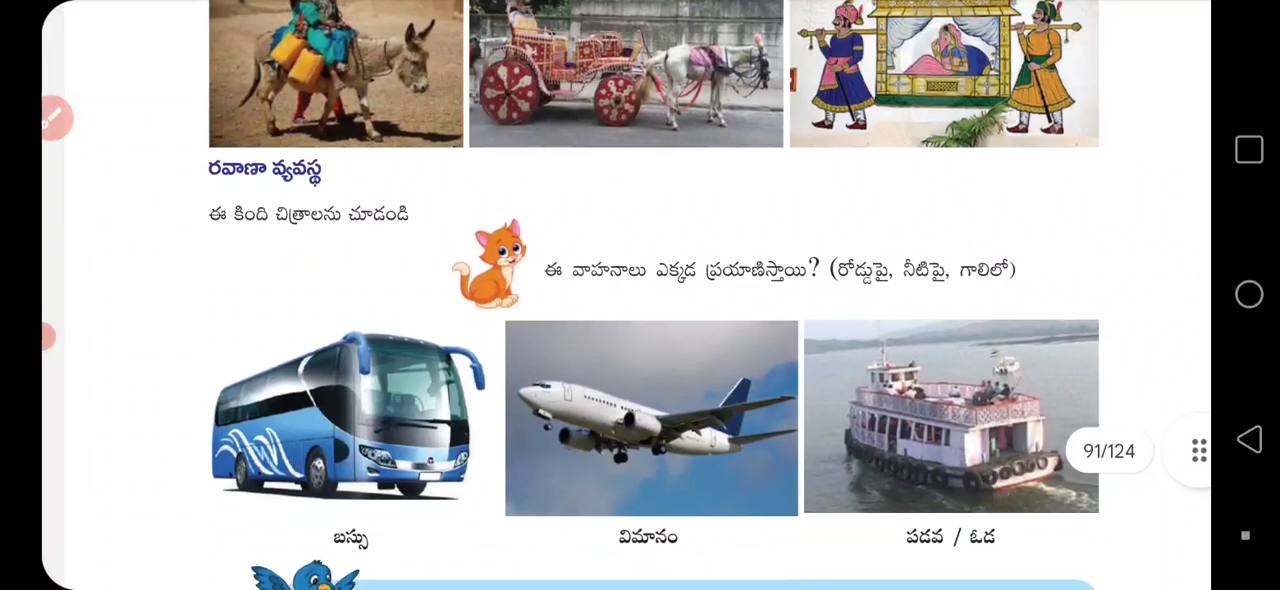 రవాణా వ్యవస్థ
ఈ కింది చిత్రాలను చూడండి
ఈ వాహనాలు ఎక్కడ ప్రయాణిస్తాయి? (రోడ్డుపై, నీటిపై, గాలిలో)
91/124
బస్సు విమానం పడవ / ఓడ